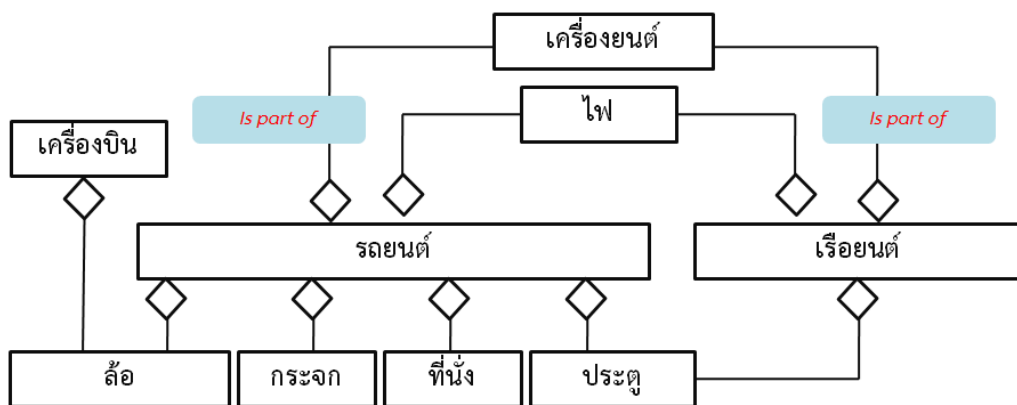 เครื่องยนต์
Is part of
ไฟ
Is part of
เครื่องบิน
รถยนต์
เรือยนต์
ล้อ
กระจก
ที่นั่ง
ประตู